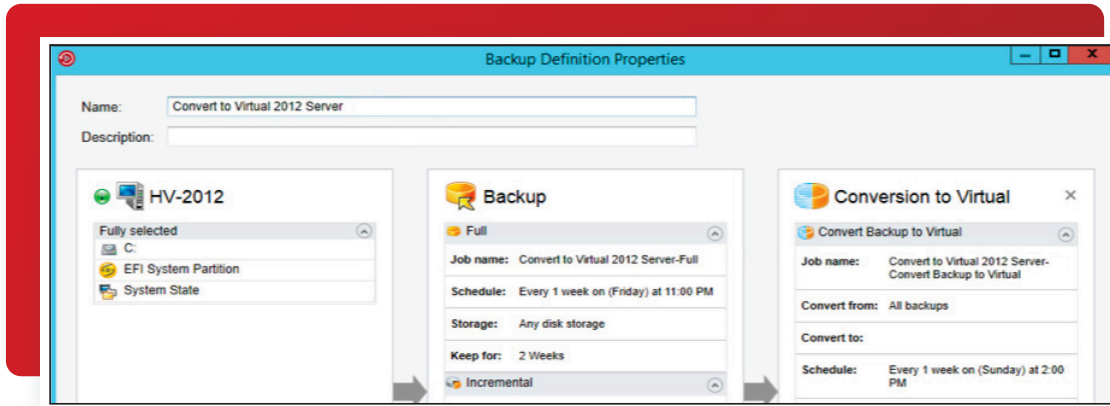 Backup Definition Properties
Name: Convert to Virtual 2012 Server
Description:
HV-2012
Fully selected
C:
EFI System Partition
System State
Backup
Full
Job name: Convert to Virtual 2012 Server-Full
Schedule: Every 1 week on (Friday) at 11:00 PM
Storage: Any disk storage
Keep for: 2 Weeks
Incremental
Conversion to Virtual
Convert Backup to Virtual
Job name: Convert to Virtual 2012 Server-
Convert Backup to Virtual
Convert from: All backups
Convert to:
Schedule: Every 1 week on (Sunday) at 2:00
PM